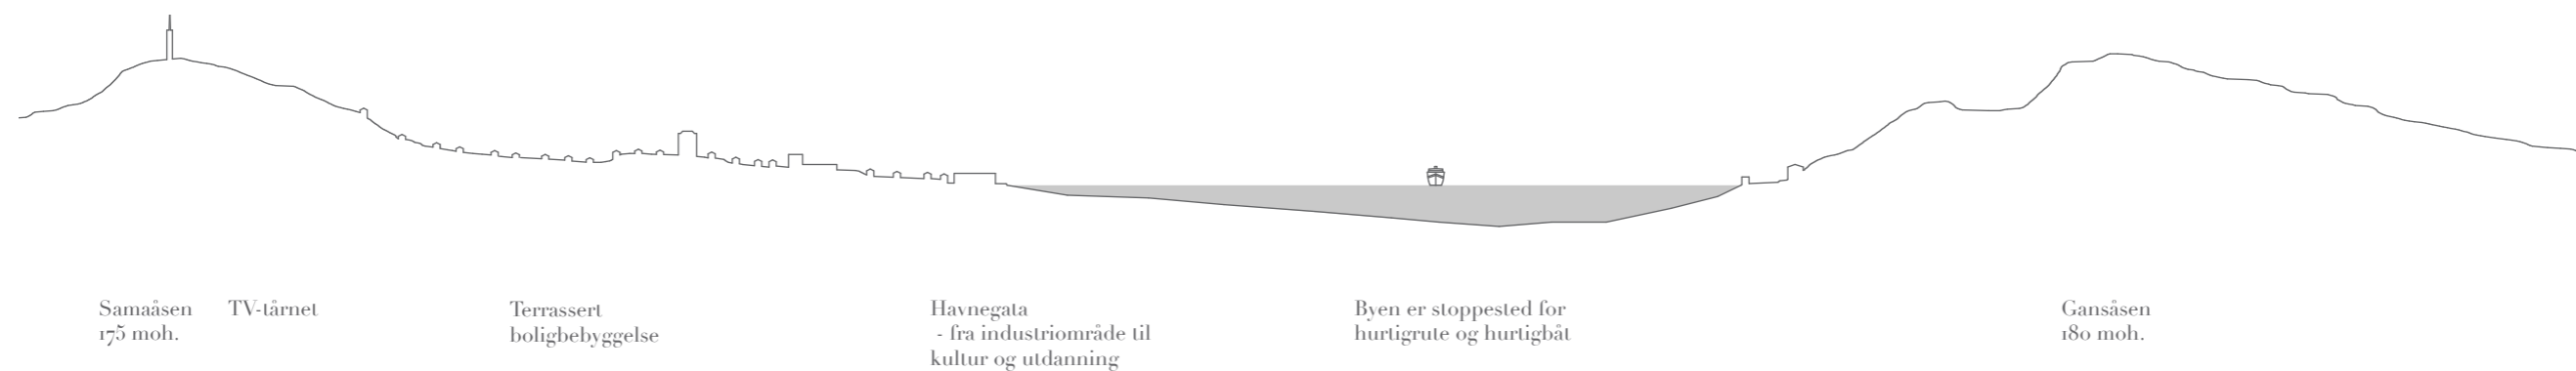 Samaåsen
175 moh.
TV-tårnet
Terrassert
boligbebyggelse
Havnegata
- fra industriområde til
kultur og utdanning
Byen er stoppested for
hurtigrute og hurtigbåt
Gansåsen
180 moh.